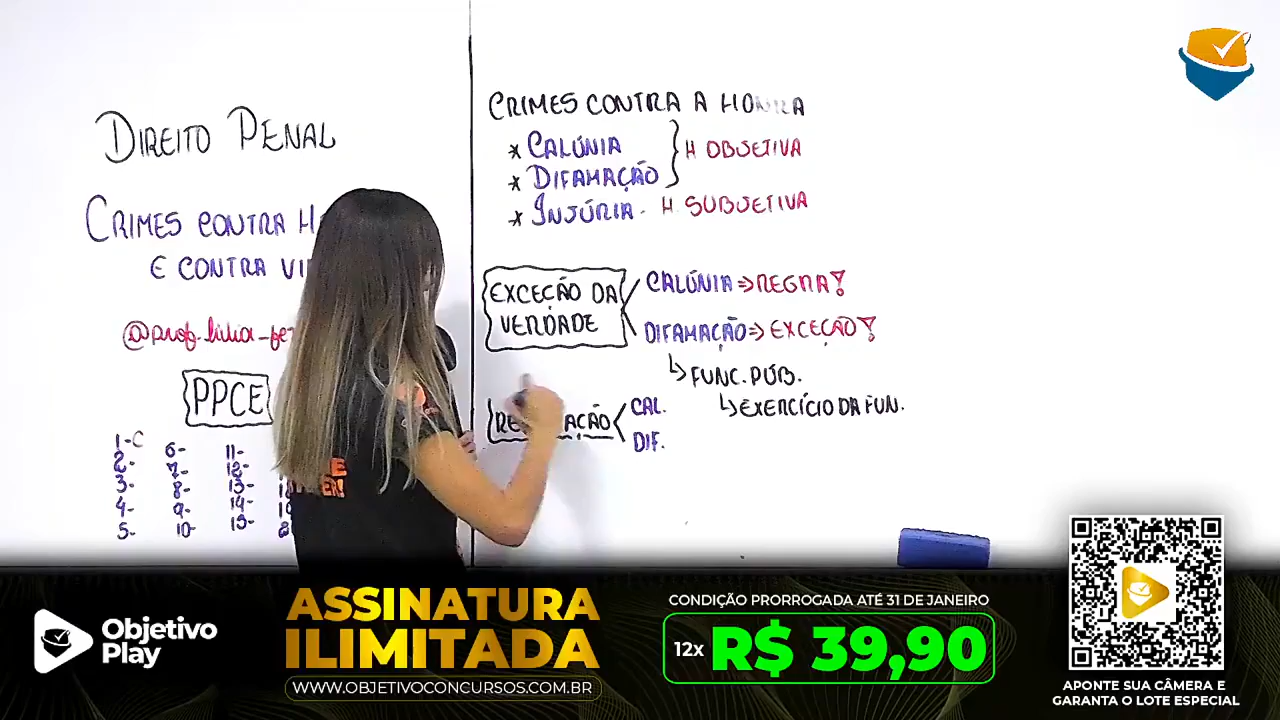 DIREITO PENAL
CRIMES CONTRA H
E CONTRA VI
PPCE
1-C
2-
3-
4-
5-
6-
7-
8-
9-
10-
11-
12-
13-
14-
15-
CRIMES CONTRA A HONRA
* CALÚNIA
* DIFAMAÇÃO
} H OBJETIVA
* INJÚRIA - H. SUBJETIVA
EXCEÇÃO DA
VERDADE
CALÚNIA => REGRA!
DIFAMAÇÃO => EXCEÇÃO!
↳ FUNC. PÚB.
↳ EXERCÍCIO DA FUN.
RE AÇÃO
CAL.
DIF.
Objetivo
Play
ASSINATURA
ILIMITADA
WWW.OBJETIVOCONCURSOS.COM.BR
CONDIÇÃO PRORROGADA ATÉ 31 DE JANEIRO
12x R$ 39,90
APONTE SUA CÂMERA E
GARANTA O LOTE ESPECIAL